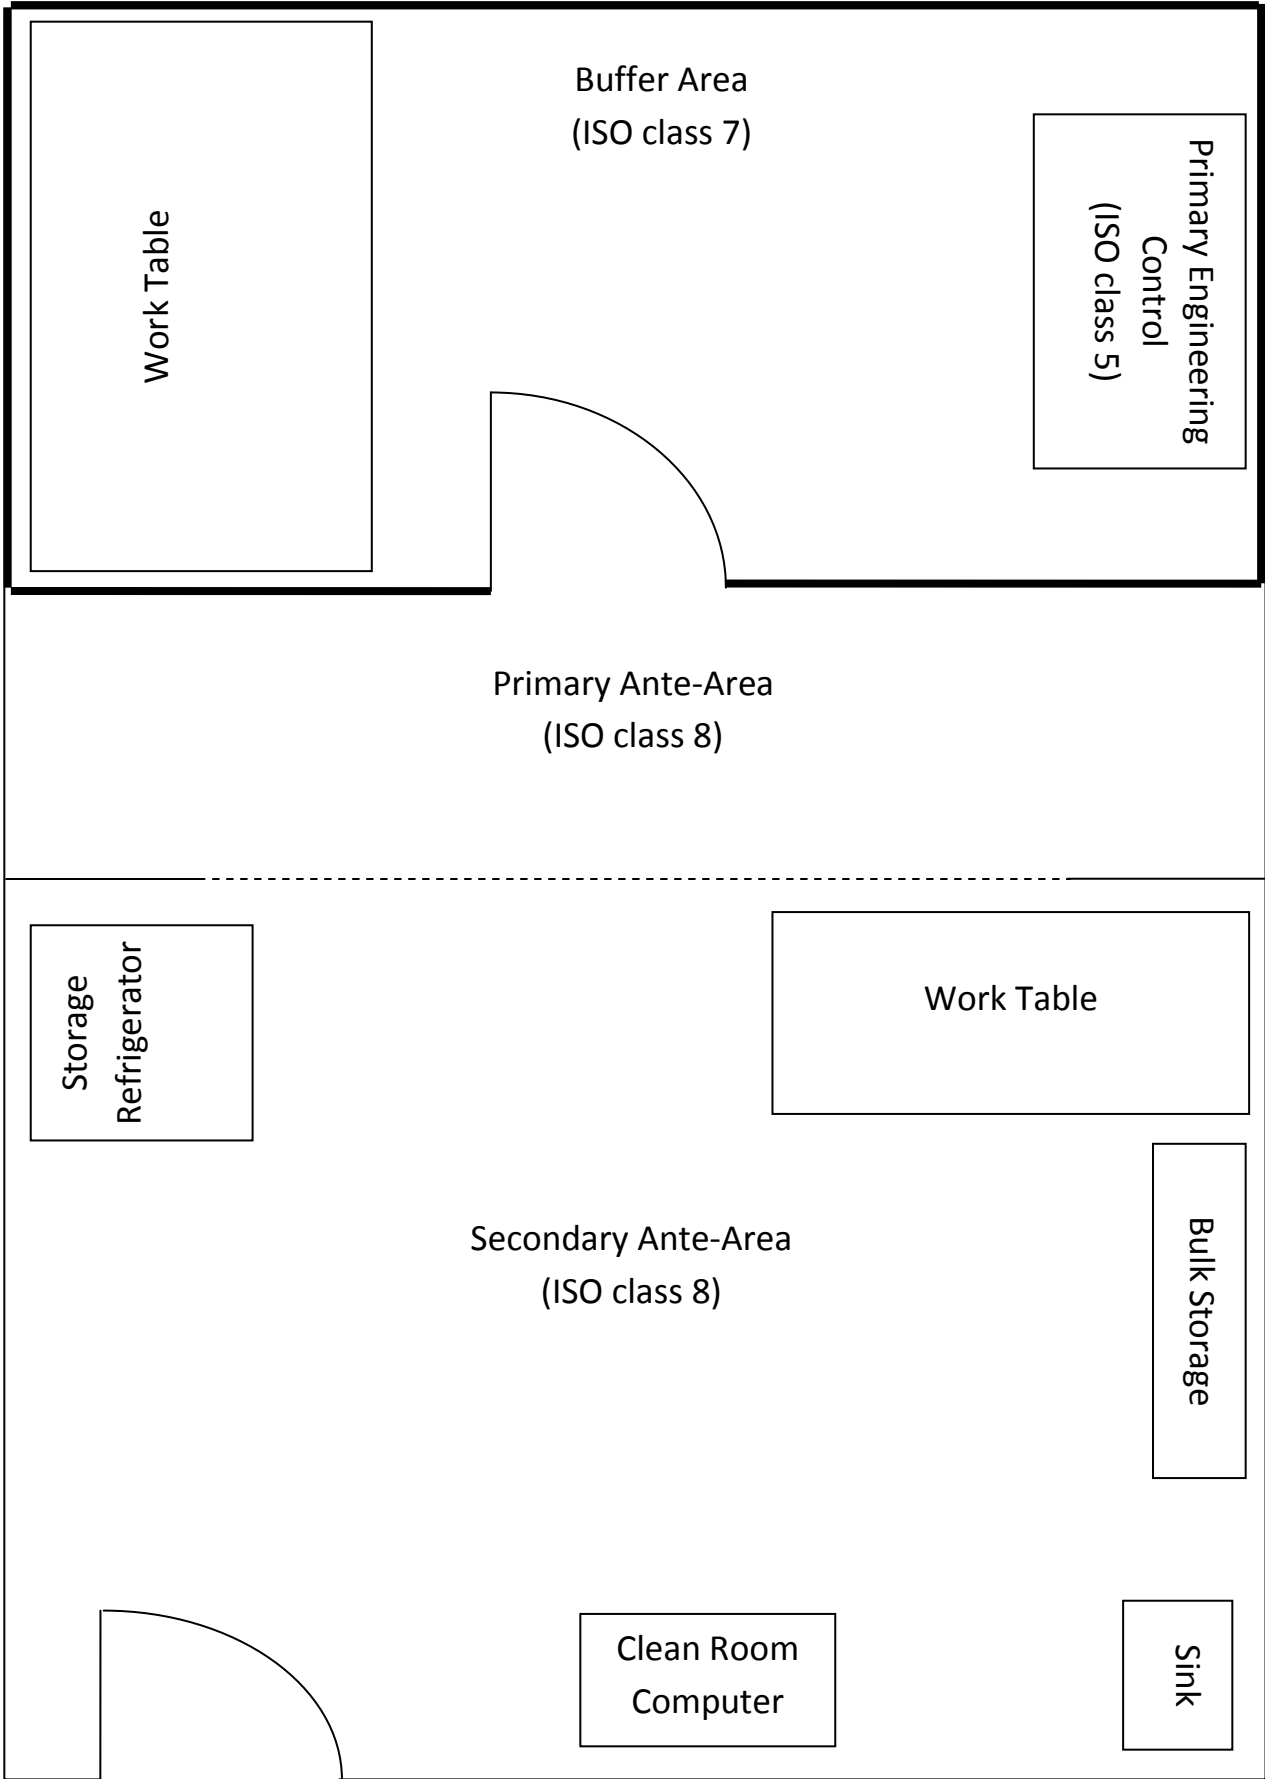 Buffer Area
(ISO class 7)
Work Table
Primary Engineering
Control
(ISO class 5)
Primary Ante-Area
(ISO class 8)
Storage
Refrigerator
Work Table
Secondary Ante-Area
(ISO class 8)
Bulk Storage
Clean Room
Computer
Sink